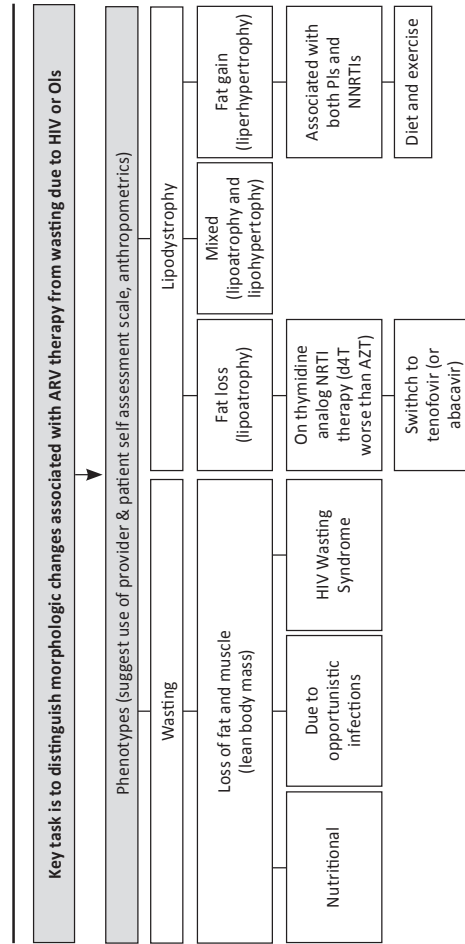 Key task is to distinguish morphologic changes associated with ARV therapy from wasting due to HIV or OIs
Phenotypes (suggest use of provider & patient self assessment scale, anthropometrics)
Wasting
Lipodystrophy
Loss of fat and muscle
(lean body mass)
Fat loss
(lipoatrophy)
Mixed
(lipoatrophy and
lipohypertophy)
Fat gain
(liperhypertrophy)
Nutritional
Due to
opportunistic
infections
HIV Wasting
Syndrome
On thymidine
analog NRTI
therapy (d4T
worse than AZT)
Associated with
both PIs and
NNRTIs
Swithch to
tenofovir (or
abacavir)
Diet and exercise